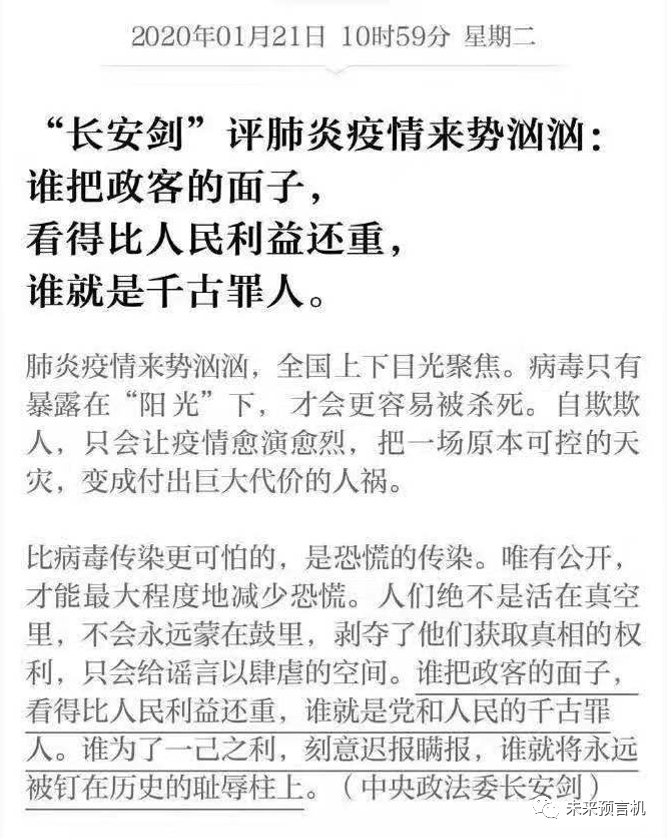 2020年01月21日 10时59分 星期二
“长安剑”评肺炎疫情来势汹汹：
谁把政客的面子，
看得比人民利益还重，
谁就是千古罪人。
肺炎疫情来势汹汹，全国上下目光聚焦。病毒只有
暴露在“阳光”下，才会更容易被杀死。自欺欺
人，只会让疫情愈演愈烈，把一场原本可控的天
灾，变成付出巨大代价的人祸。
比病毒传染更可怕的，是恐慌的传染。唯有公开，
才能最大程度地减少恐慌。人们绝不是活在真空
里，不会永远蒙在鼓里，剥夺了他们获取真相的权
利，只会给谣言以肆虐的空间。谁把政客的面子，
看得比人民利益还重，谁就是党和人民的千古罪
人。谁为了一己之利，刻意迟报瞒报，谁就将永远
被钉在历史的耻辱柱上。（中央政法委长安剑）
未来预言机